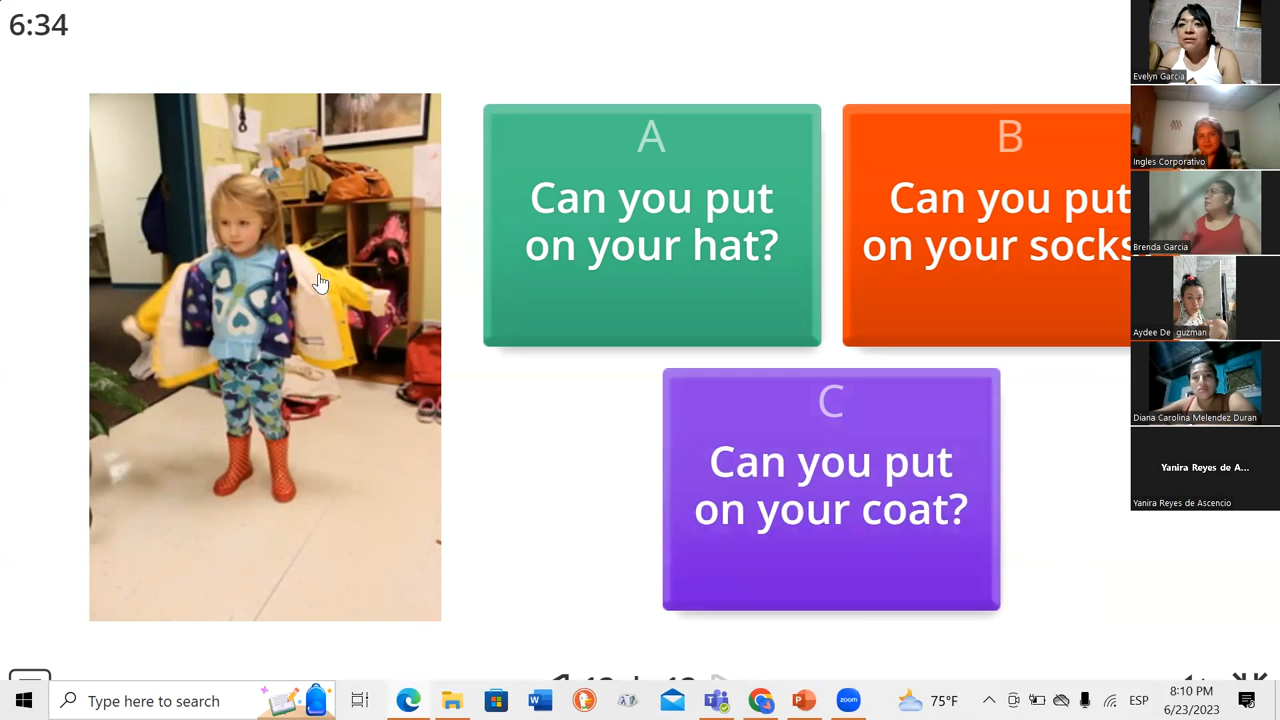 6:34
A
Can you put
on your hat?
B
Can you put
on your socks
C
Can you put
on your coat?
Evelyn García
Ingles Corporativo
Brenda Garcia
Aydee De guzman
Diana Carolina Melendez Duran
Yanira Reyes de A...
Yanira Reyes de Ascencio
Type here to search
75°F
ESP
8:10 PM
6/23/2023